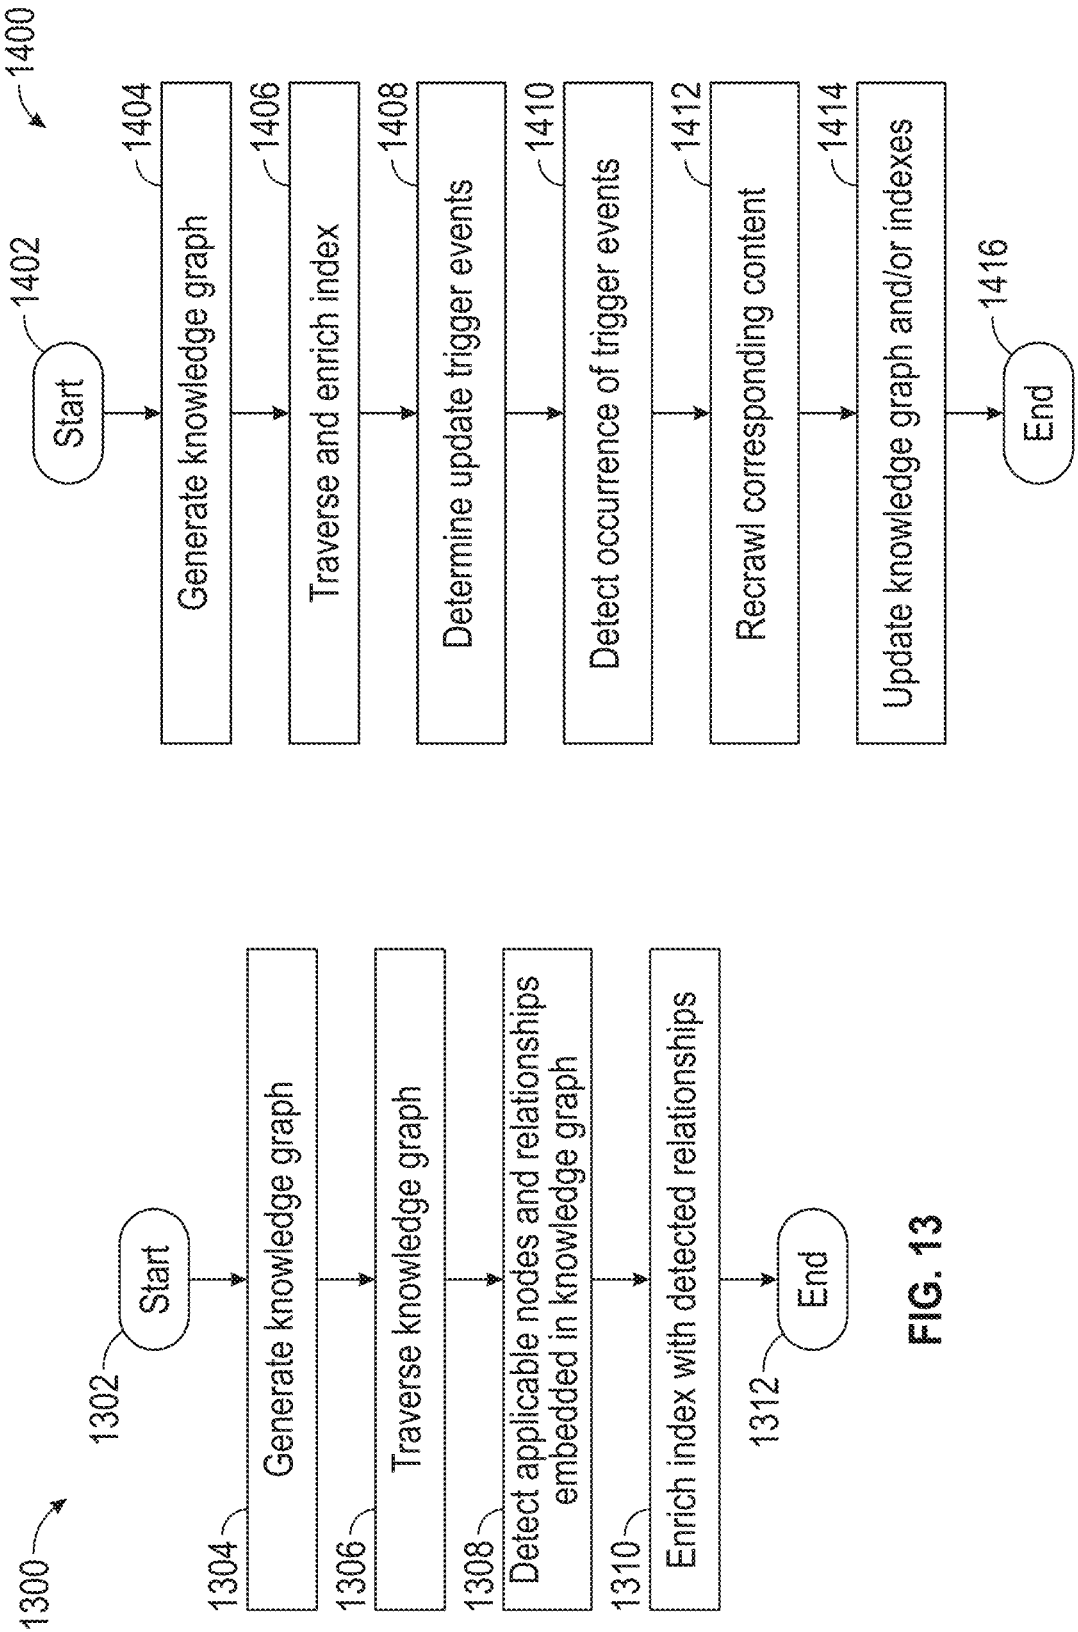 1300
1302
Start
1304
Generate knowledge graph
1306
Traverse knowledge graph
1308
Detect applicable nodes and relationships
embedded in knowledge graph
1310
Enrich index with detected relationships
1312
End
FIG. 13
1400
1402
Start
1404
Generate knowledge graph
1406
Traverse and enrich index
1408
Determine update trigger events
1410
Detect occurrence of trigger events
1412
Recrawl corresponding content
1414
Update knowledge graph and/or indexes
1416
End